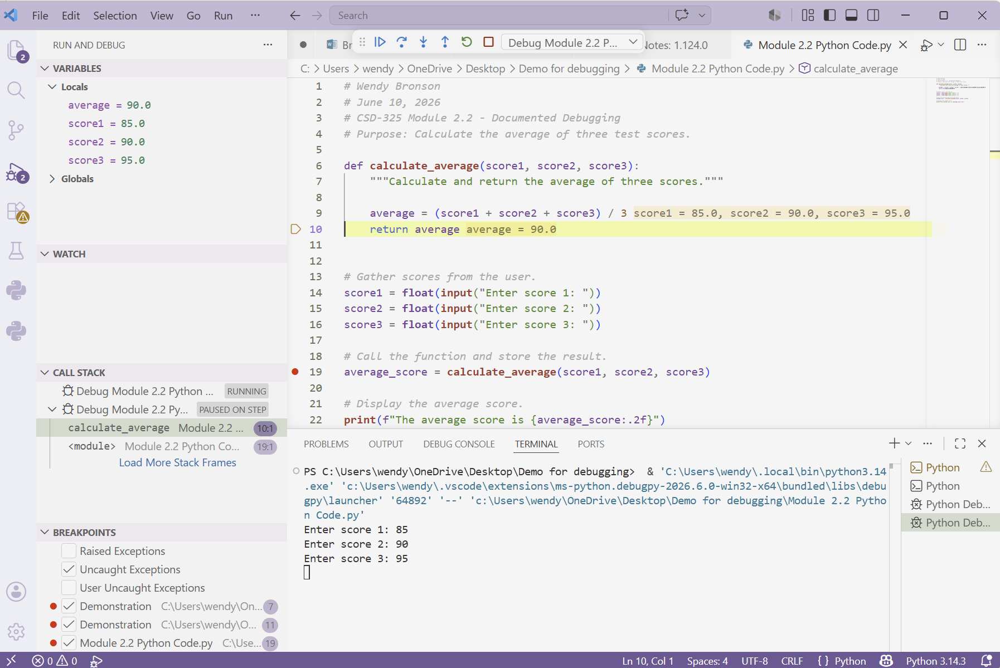 File Edit Selection View Go Run ···
Search
RUN AND DEBUG
VARIABLES
Locals
average = 90.0
score1 = 85.0
score2 = 90.0
score3 = 95.0
Globals
WATCH
CALL STACK
Debug Module 2.2 Python ... RUNNING
Debug Module 2.2 Py... PAUSED ON STEP
calculate_average Module 2.2 ... 10:1
<module> Module 2.2 Python Co... 19:1
Load More Stack Frames
BREAKPOINTS
Raised Exceptions
Uncaught Exceptions
User Uncaught Exceptions
Demonstration C:\Users\wendy\On... 7
Demonstration C:\Users\wendy\O... 11
Module 2.2 Python Code.py C:\Use... 19
2
2
Br
Debug Module 2.2 P...
Notes: 1.124.0
Module 2.2 Python Code.py
C: > Users > wendy > OneDrive > Desktop > Demo for debugging > Module 2.2 Python Code.py > calculate_average
1 # Wendy Bronson
2 # June 10, 2026
3 # CSD-325 Module 2.2 - Documented Debugging
4 # Purpose: Calculate the average of three test scores.
5
6 def calculate_average(score1, score2, score3):
7 """Calculate and return the average of three scores."""
8
9 average = (score1 + score2 + score3) / 3 score1 = 85.0, score2 = 90.0, score3 = 95.0
10 return average average = 90.0
11
12
13 # Gather scores from the user.
14 score1 = float(input("Enter score 1: "))
15 score2 = float(input("Enter score 2: "))
16 score3 = float(input("Enter score 3: "))
17
18 # Call the function and store the result.
19 average_score = calculate_average(score1, score2, score3)
20
21 # Display the average score.
22 print(f"The average score is {average_score:.2f}")
PROBLEMS OUTPUT DEBUG CONSOLE TERMINAL PORTS
PS C:\Users\wendy\OneDrive\Desktop\Demo for debugging> & 'C:\Users\wendy\.local\bin\python3.14
.exe' 'c:\Users\wendy\.vscode\extensions\ms-python.debugpy-2026.6.0-win32-x64\bundled\libs\debu
gpy\launcher' '64892' '--' 'c:\Users\wendy\OneDrive\Desktop\Demo for debugging\Module 2.2 Pytho
n Code.py'
Enter score 1: 85
Enter score 2: 90
Enter score 3: 95
Python
Python
Python Deb...
Python Deb...
0 0
Ln 10, Col 1 Spaces: 4 UTF-8 CRLF { } Python Python 3.14.3